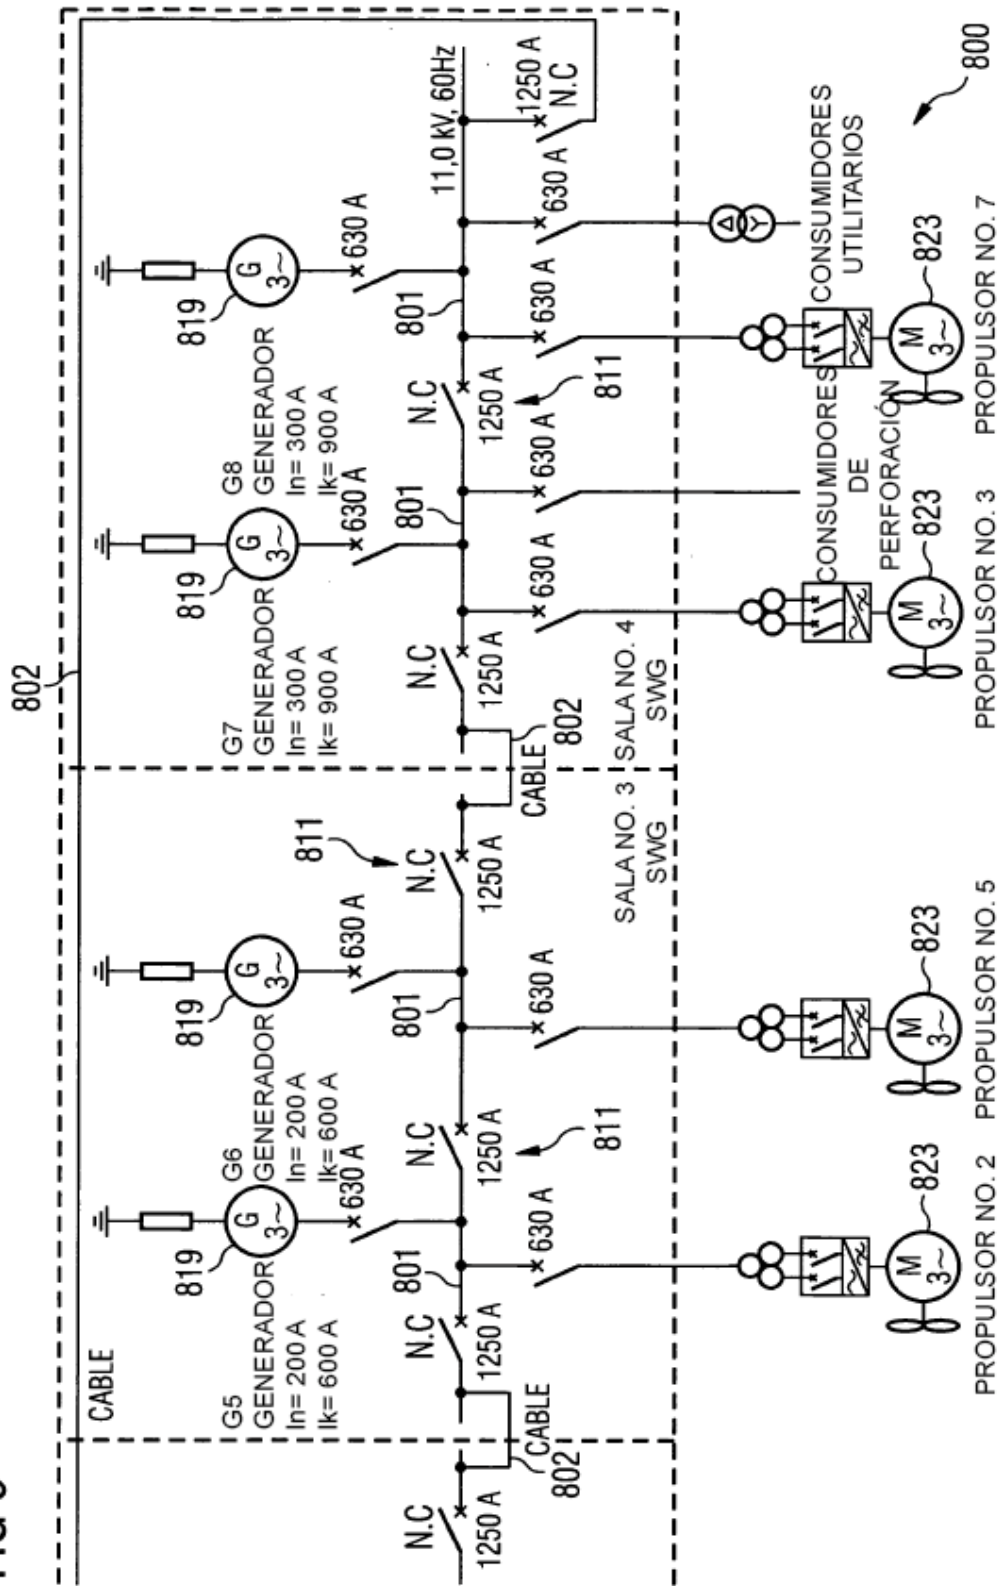 802
CABLE
G
3~
819
G5
GENERADOR
In= 200 A
Ik= 600 A
630 A
G
3~
819
G6
GENERADOR
In= 200 A
Ik= 600 A
630 A
G
3~
819
G7
GENERADOR
In= 300 A
Ik= 900 A
630 A
G
3~
819
G8
GENERADOR
In= 300 A
Ik= 900 A
630 A
811
11,0 kV, 60Hz
N.C
1250 A
N.C
1250 A
801
N.C
1250 A
801
N.C
1250 A
N.C
1250 A
801
N.C
1250 A
801
1250 A
N.C
CABLE
802
630 A
811
630 A
CABLE
802
630 A
630 A
811
630 A
630 A
SALA NO. 3
SWG
SALA NO. 4
SWG
CONSUMIDORES
DE
PERFORACIÓN
CONSUMIDORES
UTILITARIOS
Δ
Y
M
3~
823
M
3~
823
M
3~
823
M
3~
823
PROPULSOR NO. 2
PROPULSOR NO. 5
PROPULSOR NO. 3
PROPULSOR NO. 7
800